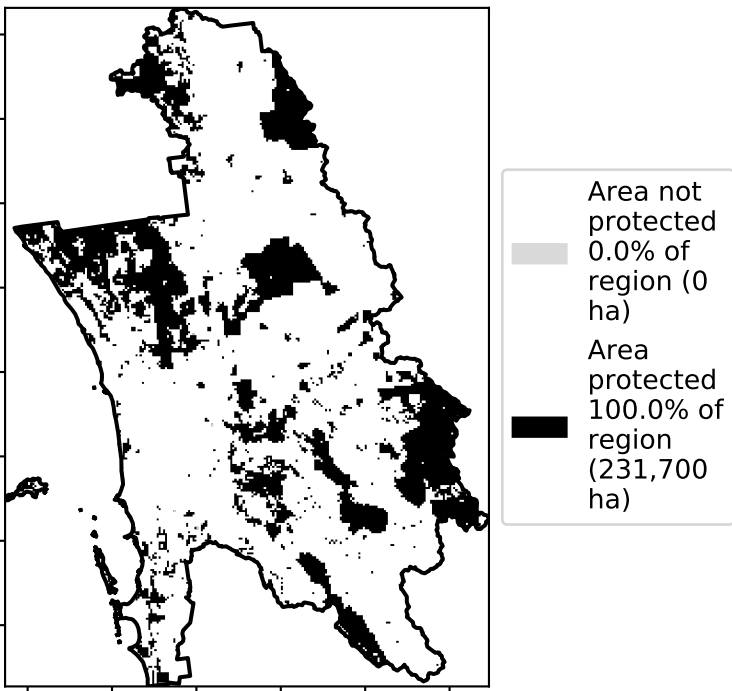 Area not
protected
0.0% of
region (0
ha)
Area
protected
100.0% of
region
(231,700
ha)